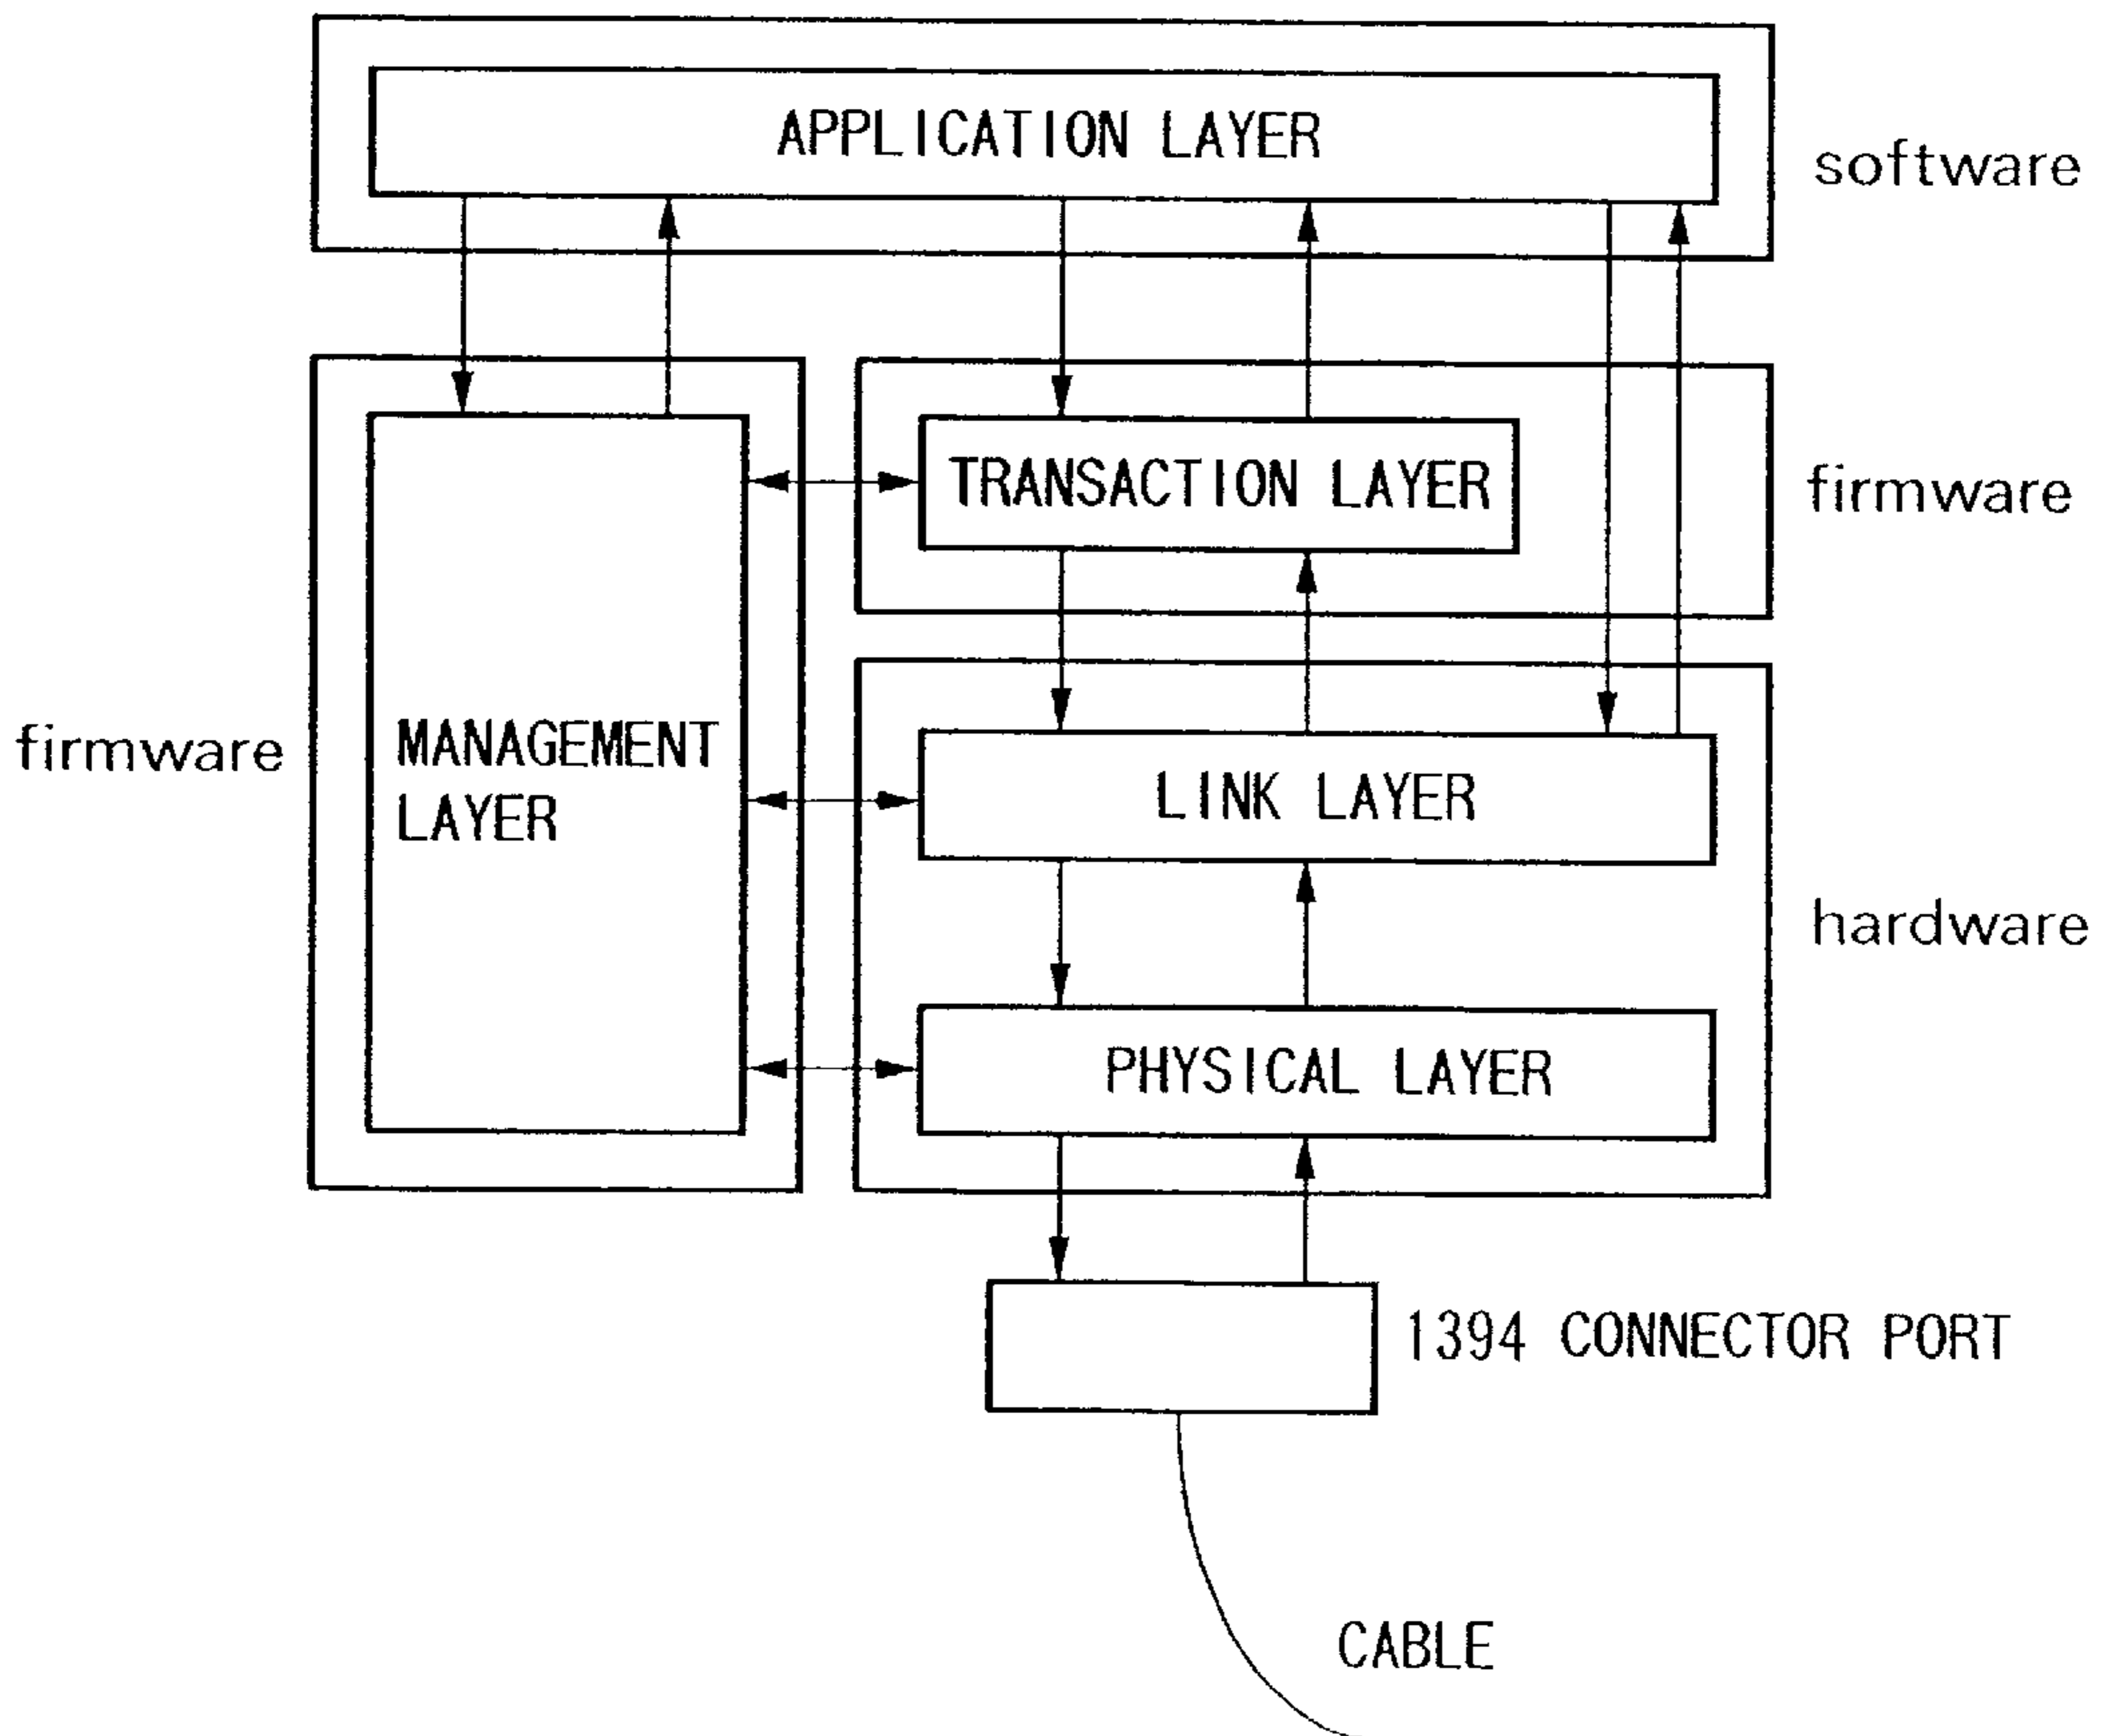 APPLICATION LAYER
software
TRANSACTION LAYER
firmware
firmware
MANAGEMENT
LAYER
LINK LAYER
hardware
PHYSICAL LAYER
1394 CONNECTOR PORT
CABLE